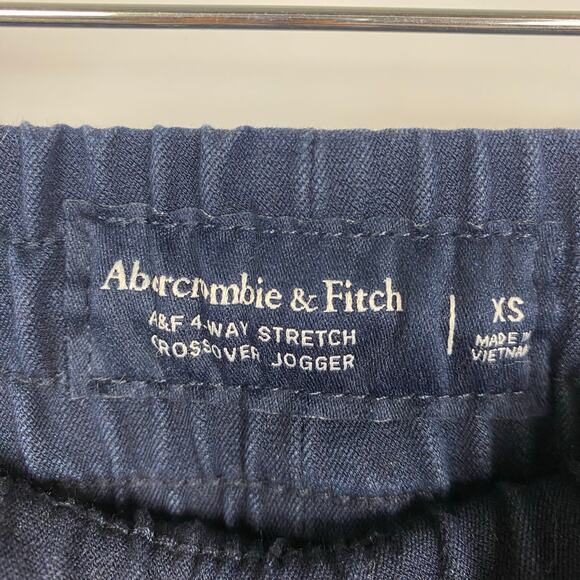 Abercrombie & Fitch
A&F 4-WAY STRETCH
CROSSOVER JOGGER
XS
MADE IN
VIETNAM